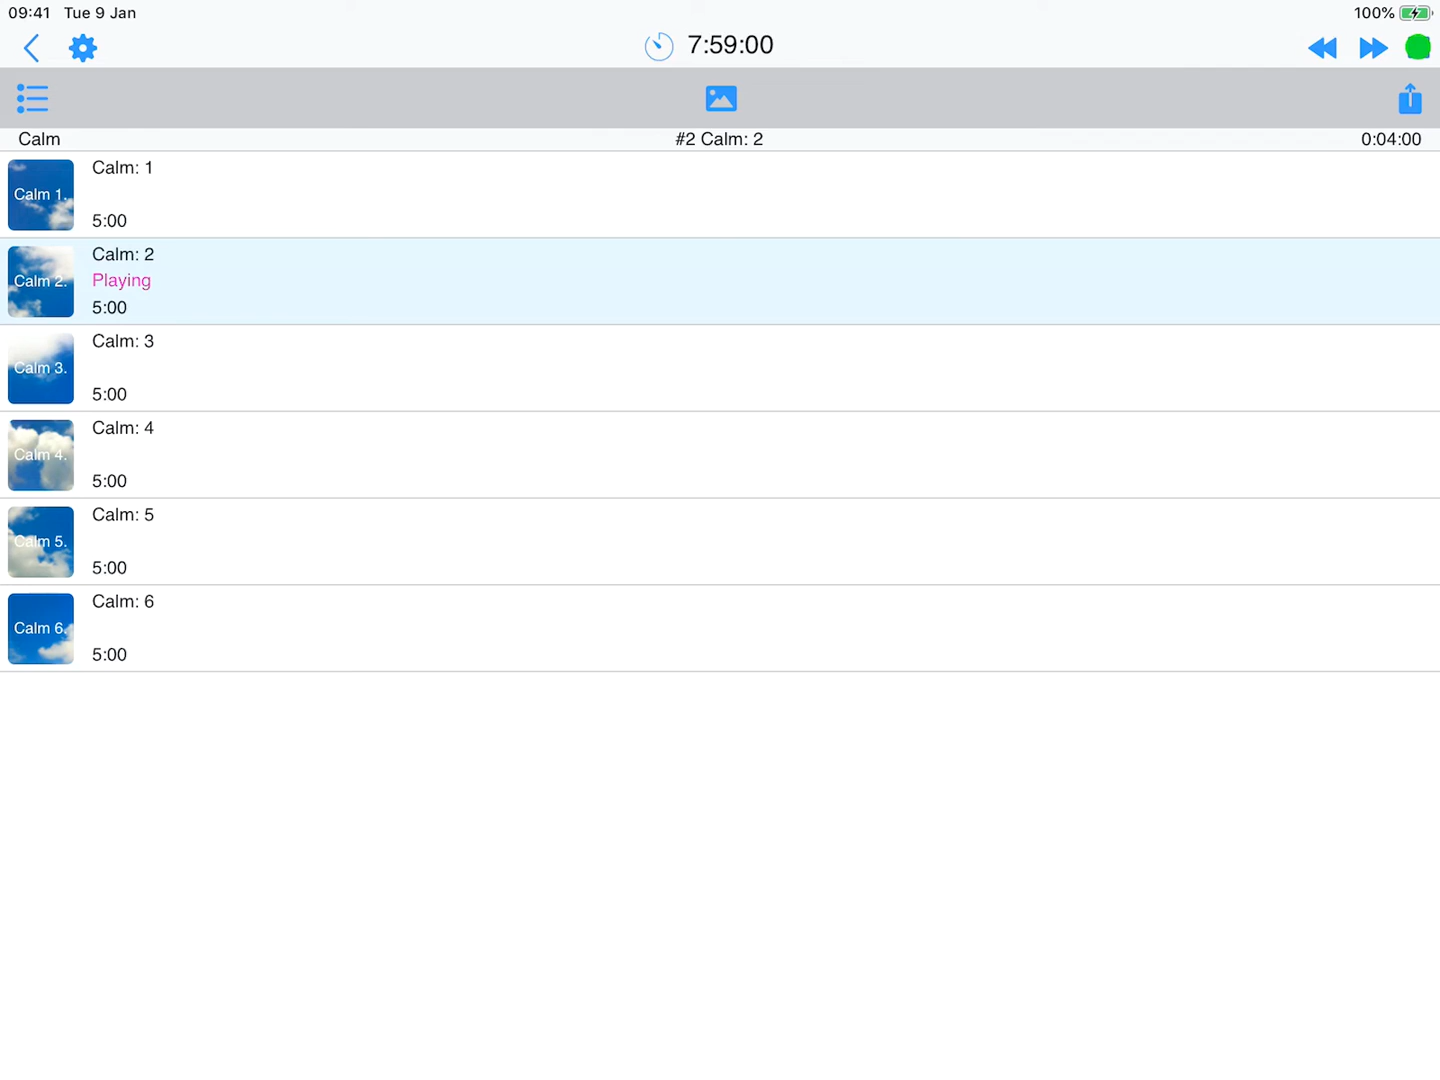 09:41 Tue 9 Jan 100%
7:59:00
Calm #2 Calm: 2 0:04:00
Calm 1.
Calm: 1
5:00
Calm 2.
Calm: 2
Playing
5:00
Calm 3.
Calm: 3
5:00
Calm 4.
Calm: 4
5:00
Calm 5.
Calm: 5
5:00
Calm 6.
Calm: 6
5:00